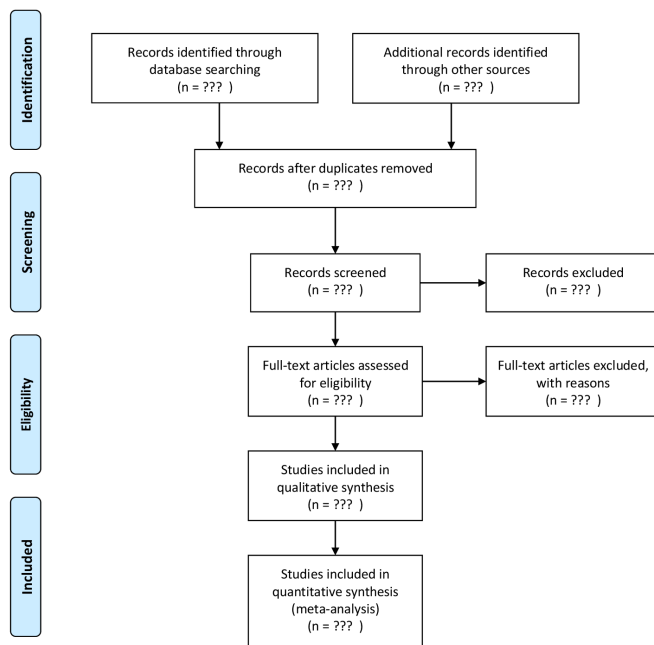 Identification
Records identified through
database searching
(n = ??? )
Additional records identified
through other sources
(n = ??? )
Records after duplicates removed
(n = ??? )
Screening
Records screened
(n = ??? )
Records excluded
(n = ??? )
Eligibility
Full-text articles assessed
for eligibility
(n = ??? )
Full-text articles excluded,
with reasons
(n = ??? )
Studies included in
qualitative synthesis
(n = ??? )
Included
Studies included in
quantitative synthesis
(meta-analysis)
(n = ??? )